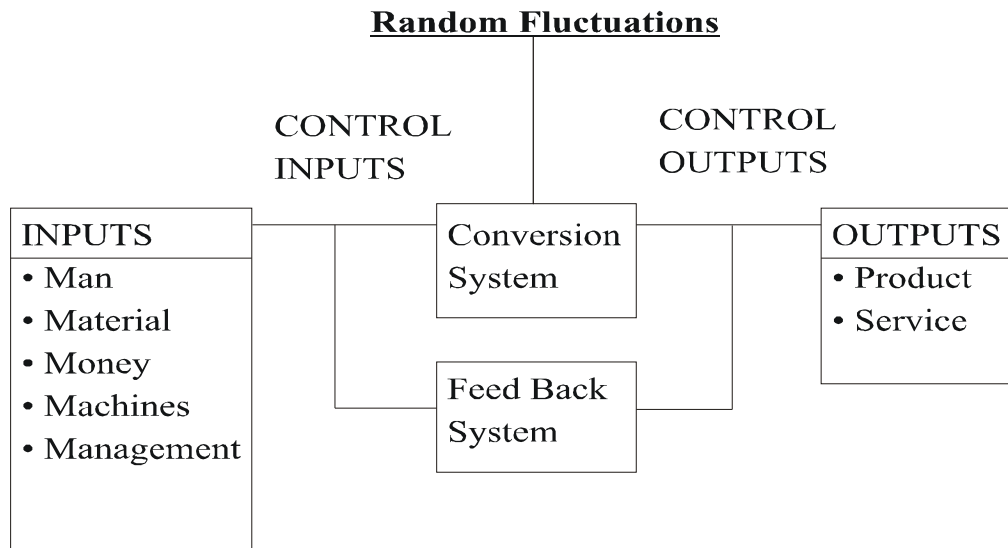 Random Fluctuations
CONTROL
INPUTS
CONTROL
OUTPUTS
INPUTS
• Man
• Material
• Money
• Machines
• Management
Conversion
System
Feed Back
System
OUTPUTS
• Product
• Service